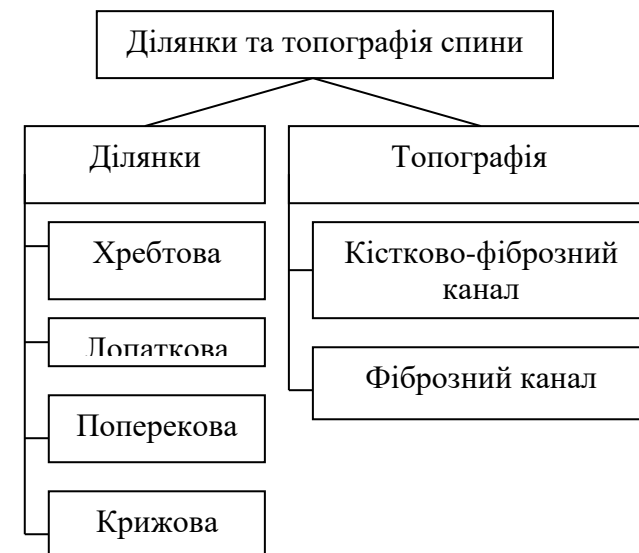 Ділянки та топографія спини
Ділянки
Топографія
Хребтова
Кістково-фіброзний
канал
Лопаткова
Фіброзний канал
Поперекова
Крижова